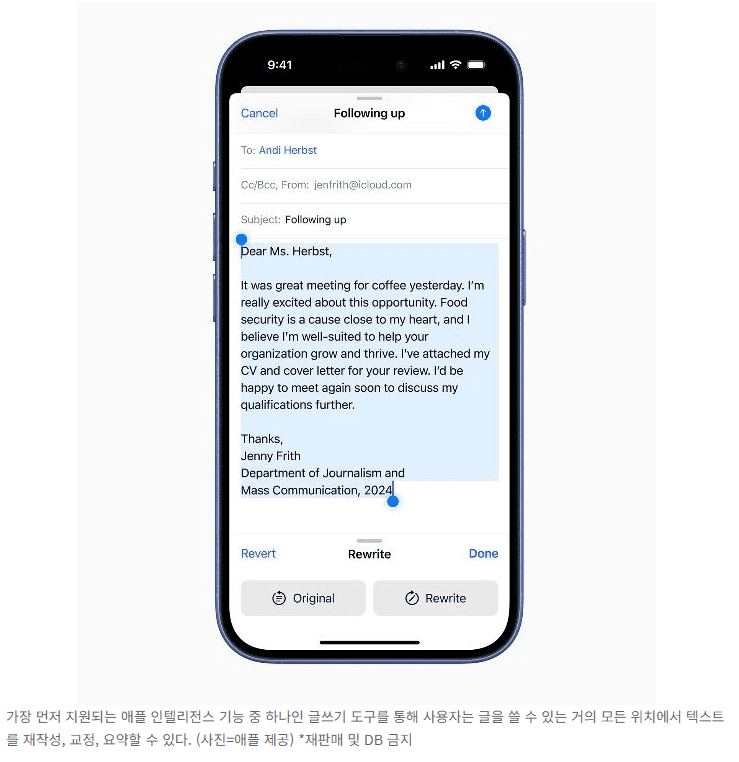 9:41
Cancel
Following up
To: Andi Herbst
Cc/Bcc, From: jenfrith@icloud.com
Subject: Following up
Dear Ms. Herbst,
It was great meeting for coffee yesterday. I'm
really excited about this opportunity. Food
security is a cause close to my heart, and I
believe I'm well-suited to help your
organization grow and thrive. I've attached my
CV and cover letter for your review. I'd be
happy to meet again soon to discuss my
qualifications further.
Thanks,
Jenny Frith
Department of Journalism and
Mass Communication, 2024
Revert
Rewrite
Done
Original
Rewrite
가장 먼저 지원되는 애플 인텔리전스 기능 중 하나인 글쓰기 도구를 통해 사용자는 글을 쓸 수 있는 거의 모든 위치에서 텍스트
를 재작성, 교정, 요약할 수 있다. (사진=애플 제공) *재판매 및 DB 금지